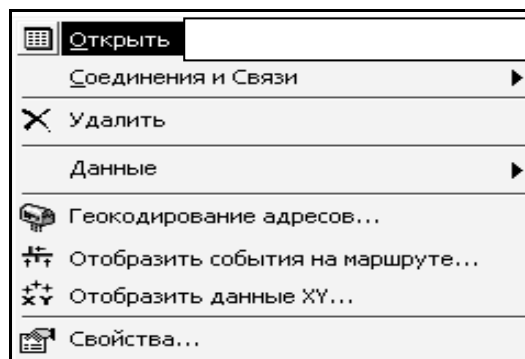 Открыть
Соединения и Связи
Удалить
Данные
Геокодирование адресов...
Отобразить события на маршруте...
Отобразить данные XY...
Свойства...